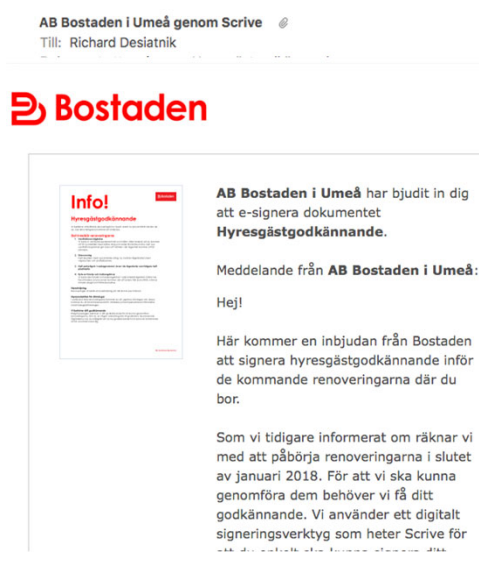 AB Bostaden i Umeå genom Scrive
Till: Richard Desiatnik
Bostaden
Info!
Hyresgästgodkännande
AB Bostaden i Umeå har bjudit in dig
att e-signera dokumentet
Hyresgästgodkännande.
Meddelande från AB Bostaden i Umeå:
Hej!
Här kommer en inbjudan från Bostaden
att signera hyresgästgodkännande inför
de kommande renoveringarna där du
bor.
Som vi tidigare informerat om räknar vi
med att påbörja renoveringarna i slutet
av januari 2018. För att vi ska kunna
genomföra dem behöver vi få ditt
godkännande. Vi använder ett digitalt
signeringsverktyg som heter Scrive för